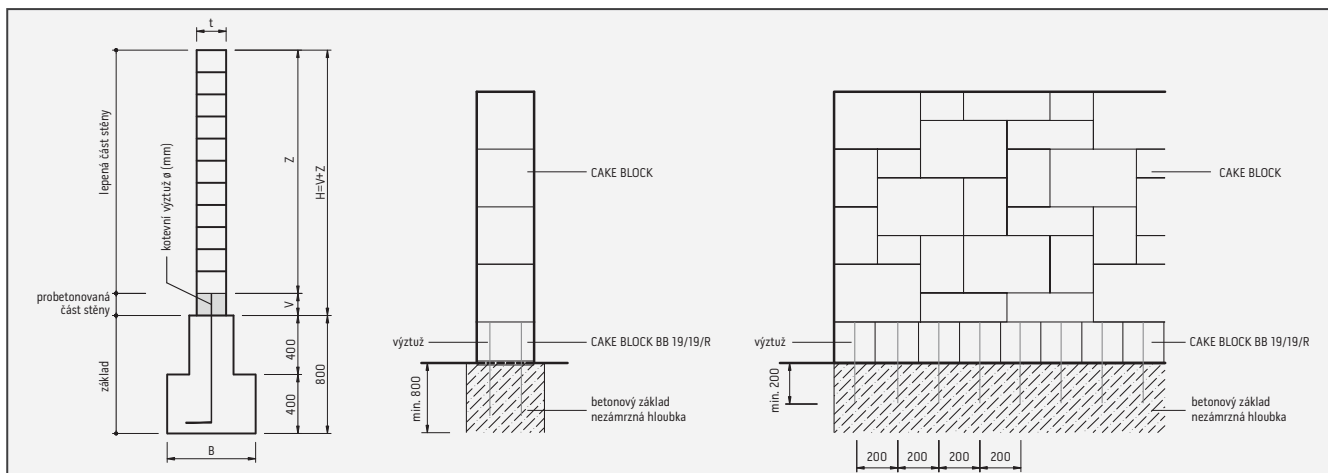 t
lepená část stěny
kotevní výztuž ø (mm)
Z
H=V+Z
probetonovaná
část stěny
V
základ
400
400
800
B
CAKE BLOCK
výztuž
CAKE BLOCK BB 19/19/R
min. 800
betonový základ
nezámrzná hloubka
CAKE BLOCK
výztuž
CAKE BLOCK BB 19/19/R
min. 200
betonový základ
nezámrzná hloubka
200
200
200
200